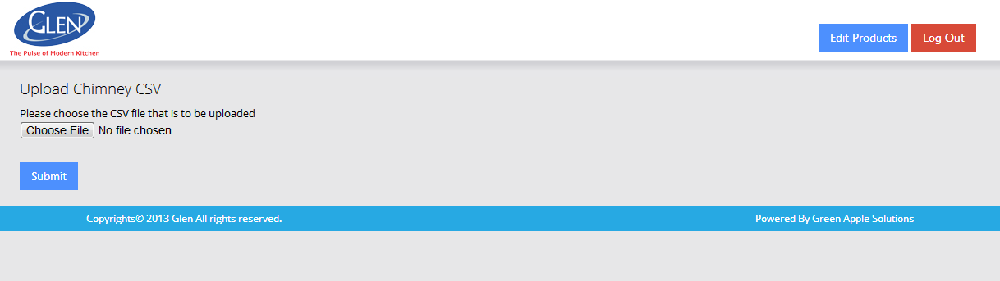 GLEN
The Pulse of Modern Kitchen
Edit Products
Log Out
Upload Chimney CSV
Please choose the CSV file that is to be uploaded
Choose File No file chosen
Submit
Copyrights© 2013 Glen All rights reserved.
Powered By Green Apple Solutions